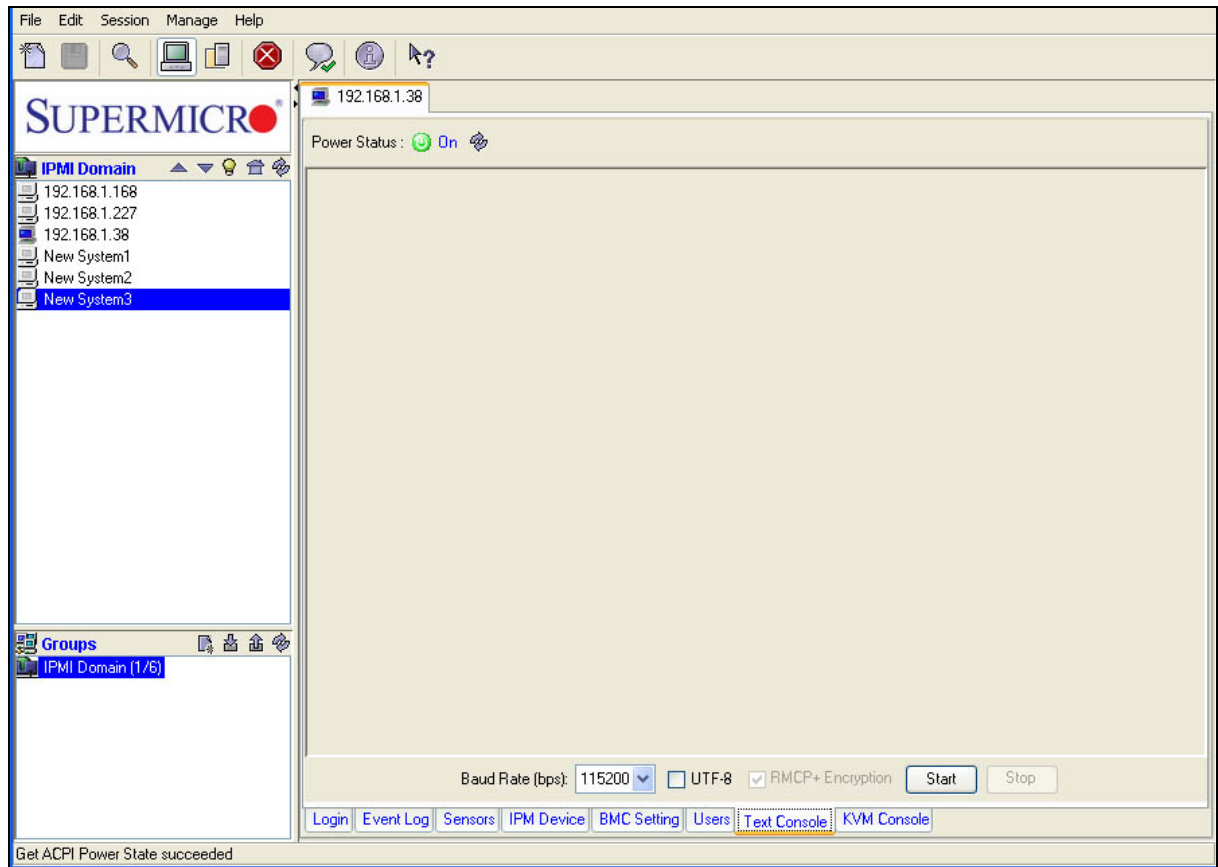 File Edit Session Manage Help
SUPERMICRO
192.168.1.38
Power Status : On
IPMI Domain
192.168.1.168
192.168.1.227
192.168.1.38
New System1
New System2
New System3
Groups
IPMI Domain (1/6)
Baud Rate (bps): 115200 UTF-8 RMCP+ Encryption Start Stop
Login Event Log Sensors IPM Device BMC Setting Users Text Console KVM Console
Get ACPI Power State succeeded